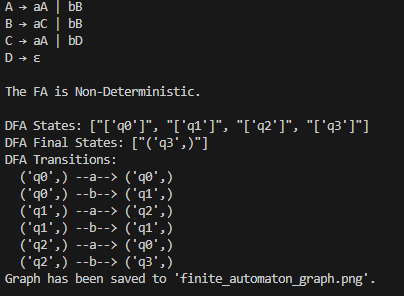 A → aA | bB
B → aC | bB
C → aA | bD
D → ε
The FA is Non-Deterministic.
DFA States: ["['q0']", "['q1']", "['q2']", "['q3']"]
DFA Final States: ["('q3',)"]
DFA Transitions:
('q0',) --a--> ('q0',)
('q0',) --b--> ('q1',)
('q1',) --a--> ('q2',)
('q1',) --b--> ('q1',)
('q2',) --a--> ('q0',)
('q2',) --b--> ('q3',)
Graph has been saved to 'finite_automaton_graph.png'.